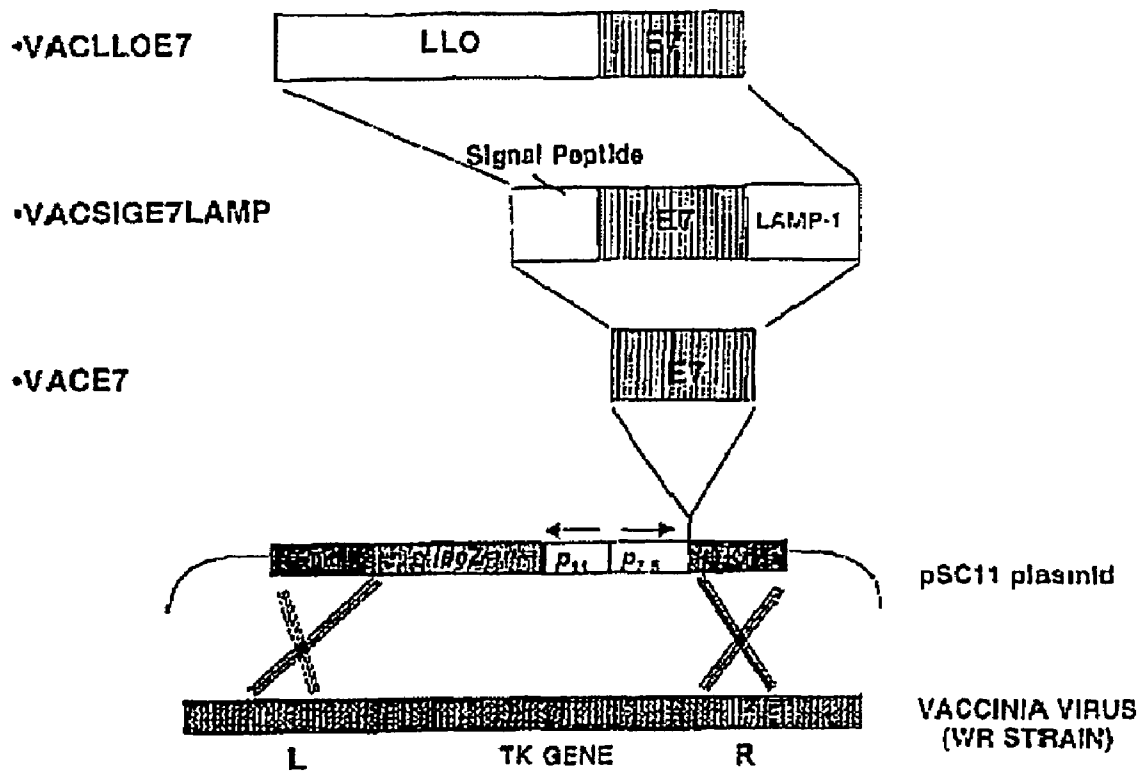 •VACLLOE7
LLO
E7
Signal Peptide
•VACSIGE7LAMP
E7
LAMP-1
•VACE7
E7
lacZ
p11
p7.5
pSC11 plasmid
VACCINIA VIRUS
(WR STRAIN)
L
TK GENE
R